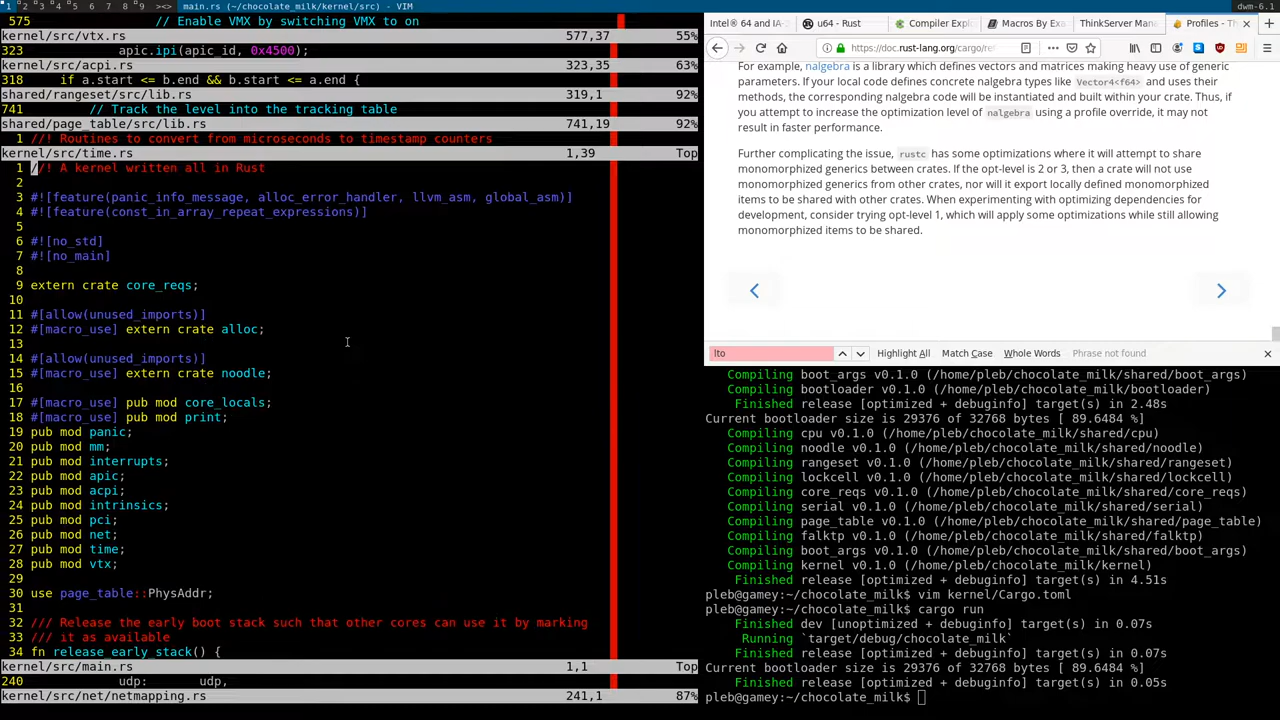 1 2 3 4 5 6 7 8 9 ><> main.rs (~/chocolate_milk/kernel/src) - VIM
dwm-6.1
575 // Enable VMX by switching VMX to on
kernel/src/vtx.rs 577,37 55%
323 apic.ipi(apic_id, 0x4500);
kernel/src/acpi.rs 323,35 63%
318 if a.start <= b.end && b.start <= a.end {
shared/rangeset/src/lib.rs 319,1 92%
741 // Track the level into the tracking table
shared/page_table/src/lib.rs 741,19 92%
1 //! Routines to convert from microseconds to timestamp counters
kernel/src/time.rs 1,39 Top
1 //! A kernel written all in Rust
2
3 #![feature(panic_info_message, alloc_error_handler, llvm_asm, global_asm)]
4 #![feature(const_in_array_repeat_expressions)]
5
6 #![no_std]
7 #![no_main]
8
9 extern crate core_reqs;
10
11 #[allow(unused_imports)]
12 #[macro_use] extern crate alloc;
13
14 #[allow(unused_imports)]
15 #[macro_use] extern crate noodle;
16
17 #[macro_use] pub mod core_locals;
18 #[macro_use] pub mod print;
19 pub mod panic;
20 pub mod mm;
21 pub mod interrupts;
22 pub mod apic;
23 pub mod acpi;
24 pub mod intrinsics;
25 pub mod pci;
26 pub mod net;
27 pub mod time;
28 pub mod vtx;
29
30 use page_table::PhysAddr;
31
32 /// Release the early boot stack such that other cores can use it by marking
33 /// it as available
34 fn release_early_stack() {
kernel/src/main.rs 1,1 Top
240 udp: udp,
kernel/src/net/netmapping.rs 241,1 87%
Intel® 64 and IA- u64 - Rust Compiler Explo Macros By Exa ThinkServer Mana Profiles - Th
https://doc.rust-lang.org/cargo/ref
For example, nalgebra is a library which defines vectors and matrices making heavy use of generic
parameters. If your local code defines concrete nalgebra types like Vector4<f64> and uses their
methods, the corresponding nalgebra code will be instantiated and built within your crate. Thus, if
you attempt to increase the optimization level of nalgebra using a profile override, it may not
result in faster performance.
Further complicating the issue, rustc has some optimizations where it will attempt to share
monomorphized generics between crates. If the opt-level is 2 or 3, then a crate will not use
monomorphized generics from other crates, nor will it export locally defined monomorphized
items to be shared with other crates. When experimenting with optimizing dependencies for
development, consider trying opt-level 1, which will apply some optimizations while still allowing
monomorphized items to be shared.
lto Highlight All Match Case Whole Words Phrase not found
Compiling boot_args v0.1.0 (/home/pleb/chocolate_milk/shared/boot_args)
Compiling bootloader v0.1.0 (/home/pleb/chocolate_milk/bootloader)
Finished release [optimized + debuginfo] target(s) in 2.48s
Current bootloader size is 29376 of 32768 bytes [ 89.6484 %]
Compiling cpu v0.1.0 (/home/pleb/chocolate_milk/shared/cpu)
Compiling noodle v0.1.0 (/home/pleb/chocolate_milk/shared/noodle)
Compiling rangeset v0.1.0 (/home/pleb/chocolate_milk/shared/rangeset)
Compiling lockcell v0.1.0 (/home/pleb/chocolate_milk/shared/lockcell)
Compiling core_reqs v0.1.0 (/home/pleb/chocolate_milk/shared/core_reqs)
Compiling serial v0.1.0 (/home/pleb/chocolate_milk/shared/serial)
Compiling page_table v0.1.0 (/home/pleb/chocolate_milk/shared/page_table)
Compiling falktp v0.1.0 (/home/pleb/chocolate_milk/shared/falktp)
Compiling boot_args v0.1.0 (/home/pleb/chocolate_milk/shared/boot_args)
Compiling kernel v0.1.0 (/home/pleb/chocolate_milk/kernel)
Finished release [optimized + debuginfo] target(s) in 4.51s
pleb@gamey:~/chocolate_milk$ vim kernel/Cargo.toml
pleb@gamey:~/chocolate_milk$ cargo run
Finished dev [unoptimized + debuginfo] target(s) in 0.07s
Running `target/debug/chocolate_milk`
Finished release [optimized + debuginfo] target(s) in 0.07s
Current bootloader size is 29376 of 32768 bytes [ 89.6484 %]
Finished release [optimized + debuginfo] target(s) in 0.05s
pleb@gamey:~/chocolate_milk$